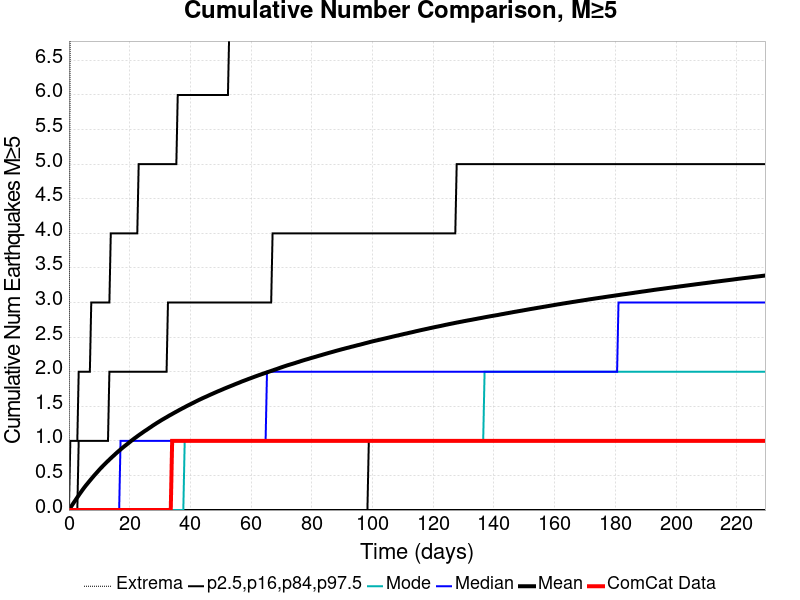 Cumulative Number Comparison, M≥5
Cumulative Num Earthquakes M≥5
6.5
6.0
5.5
5.0
4.5
4.0
3.5
3.0
2.5
2.0
1.5
1.0
0.5
0.0
0 20 40 60 80 100 120 140 160 180 200 220
Time (days)
Extrema p2.5,p16,p84,p97.5 Mode Median Mean ComCat Data